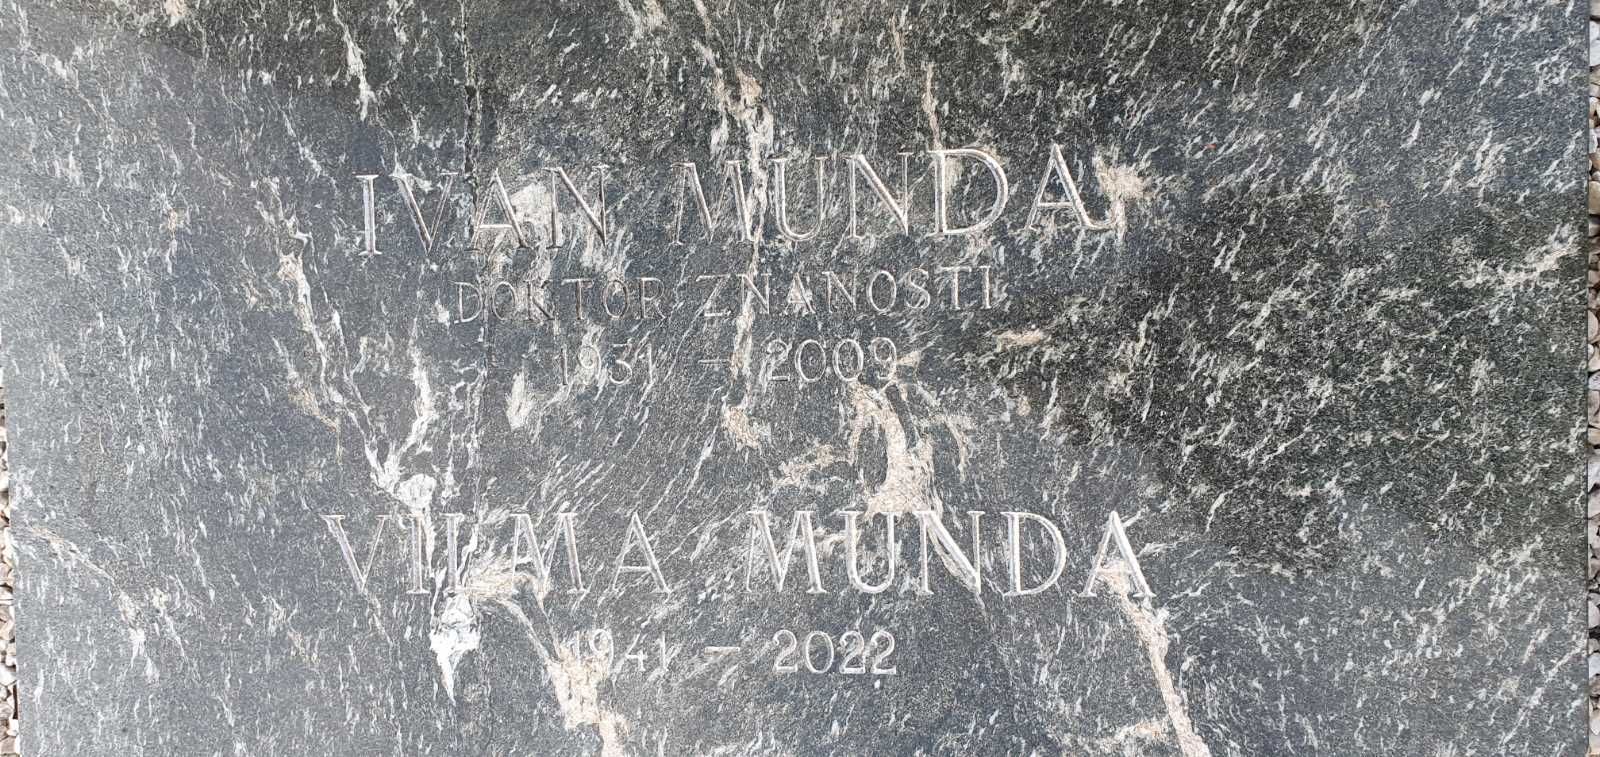 IVAN MUNDA
DOKTOR ZNANOSTI
1931 - 2009
VILMA MUNDA
1941 - 2022